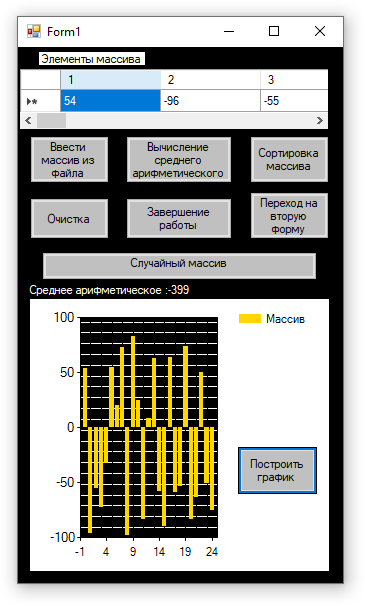 Form1
Элементы массива
1 2 3
54 -96 -55
Ввести
массив из
файла
Вычисление
среднего
арифметического
Сортировка
массива
Очистка
Завершение
работы
Переход на
вторую
форму
Случайный массив
Среднее арифметическое :-399
Массив
100
50
0
-50
-100
-1 4 9 14 19 24
Построить
график